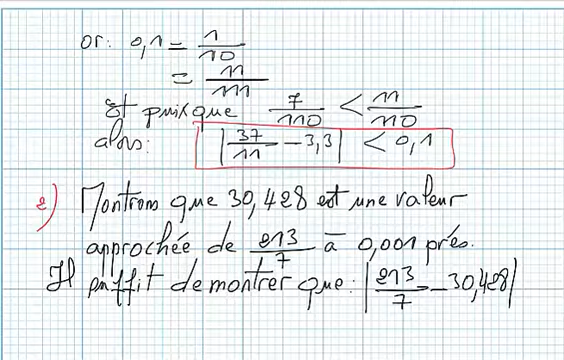 or: 0,1 = 1/10
= 11/110
Et puisque 7/110 < 11/110
alors: |37/11 - 3,3| < 0,1
2) Montrons que 30,428 est une valeur
approchée de 213/7 à 0,001 près.
Il suffit de montrer que: |213/7 - 30,428|